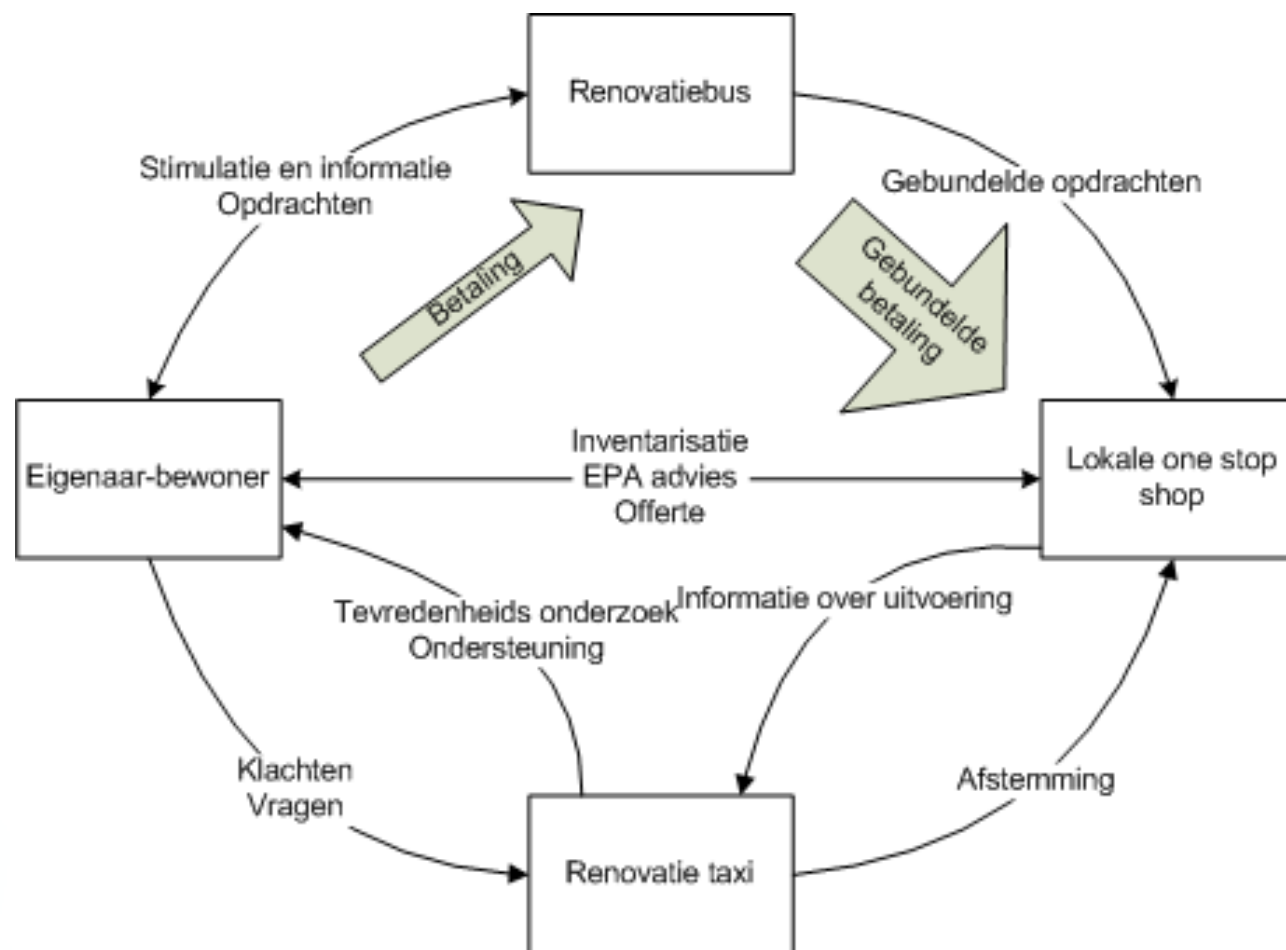 Renovatiebus
Stimulatie en informatie
Opdrachten
Gebundelde opdrachten
Betaling
Gebundelde
betaling
Eigenaar-bewoner
Inventarisatie
EPA advies
Offerte
Lokale one stop
shop
Tevredenheids onderzoek
Ondersteuning
Informatie over uitvoering
Klachten
Vragen
Afstemming
Renovatie taxi